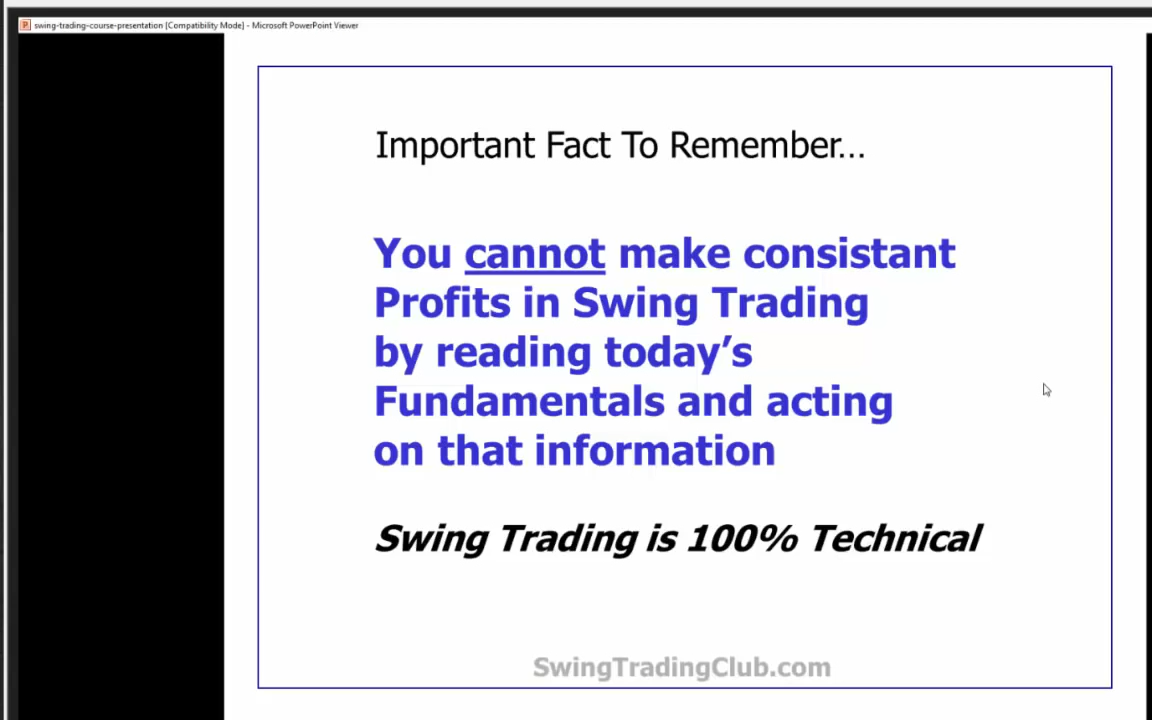 swing-trading-course-presentation [Compatibility Mode] - Microsoft PowerPoint Viewer
Important Fact To Remember...
You cannot make consistant
Profits in Swing Trading
by reading today’s
Fundamentals and acting
on that information
Swing Trading is 100% Technical
SwingTradingClub.com